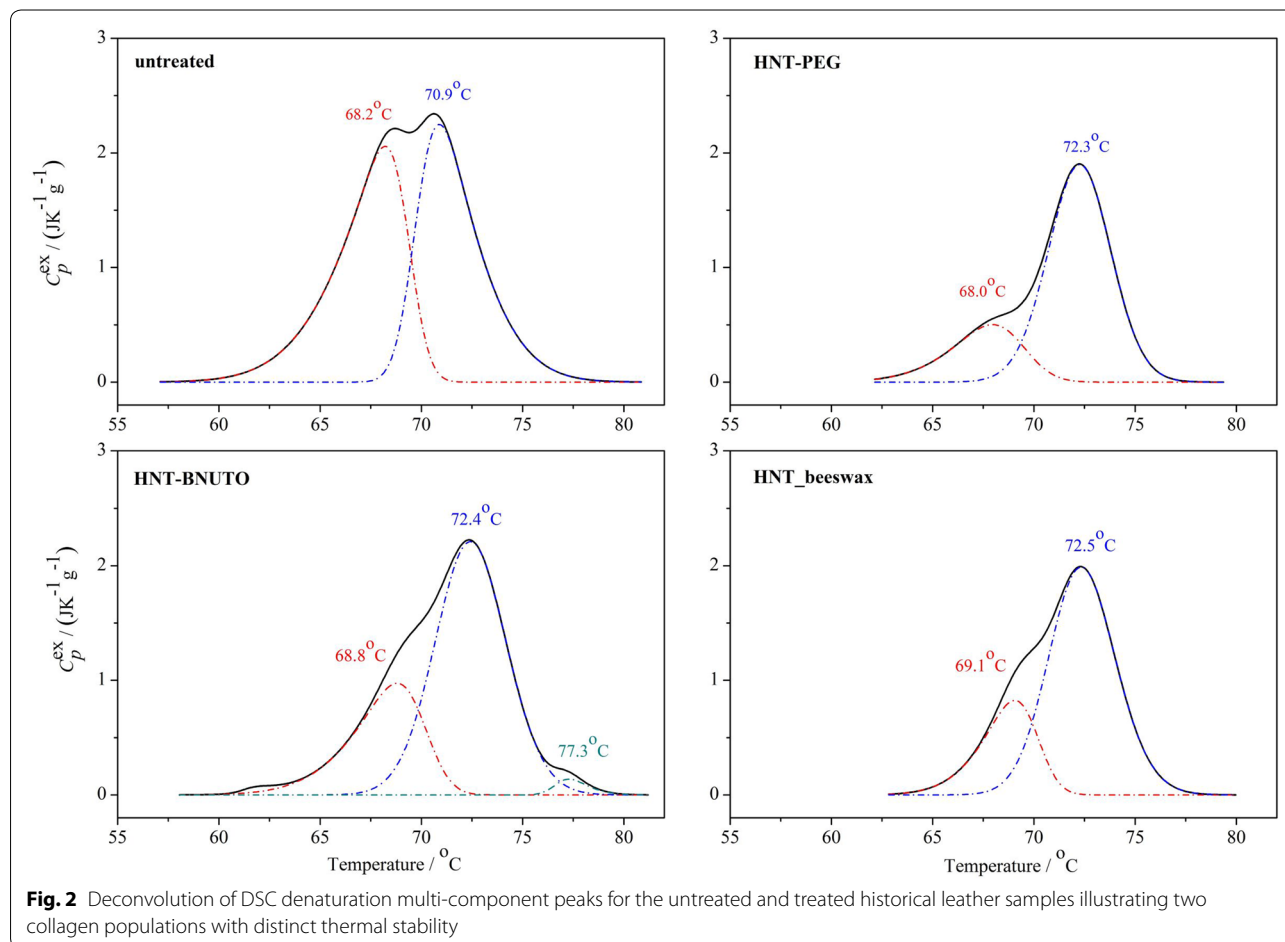 untreated
68.2°C
70.9°C
C_p^ex / (JK^-1 g^-1)
3
2
1
0
55 60 65 70 75 80
HNT-PEG
68.0°C
72.3°C
3
2
1
0
55 60 65 70 75 80
HNT-BNUTO
68.8°C
72.4°C
77.3°C
C_p^ex / (JK^-1 g^-1)
3
2
1
0
55 60 65 70 75 80
Temperature / °C
HNT_beeswax
69.1°C
72.5°C
3
2
1
0
55 60 65 70 75 80
Temperature / °C
Fig. 2 Deconvolution of DSC denaturation multi-component peaks for the untreated and treated historical leather samples illustrating two
collagen populations with distinct thermal stability